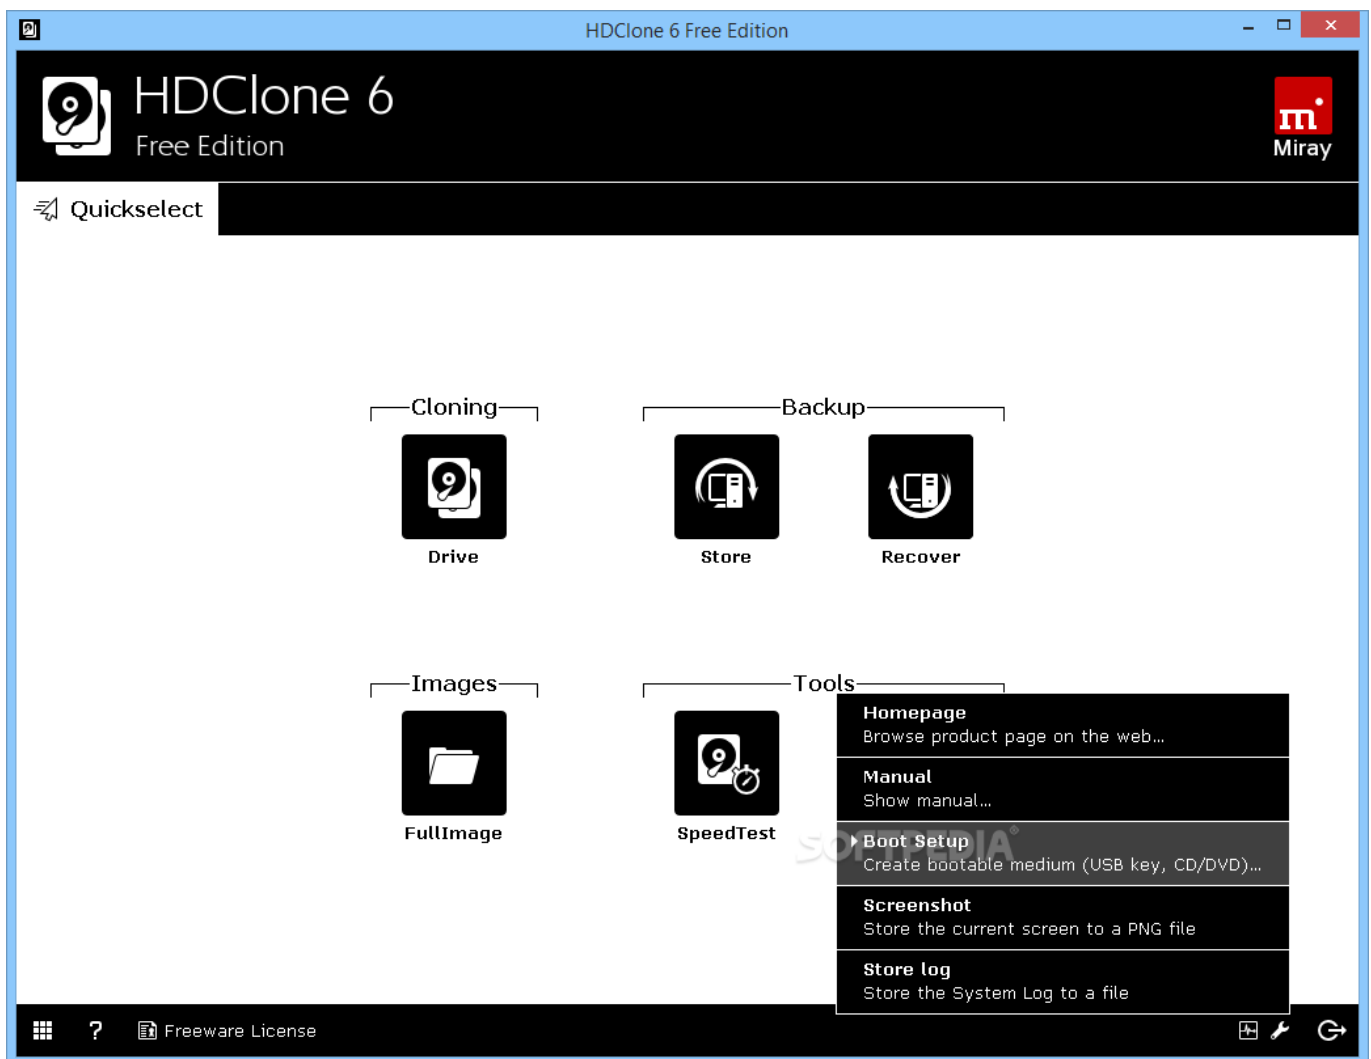 HDClone 6 Free Edition
HDClone 6
Free Edition
m
Miray
Quickselect
Cloning
Backup
Drive
Store
Recover
Images
Tools
FullImage
SpeedTest
Homepage
Browse product page on the web...
Manual
Show manual...
SOFTPEDIA®
Boot Setup
Create bootable medium (USB key, CD/DVD)...
Screenshot
Store the current screen to a PNG file
Store log
Store the System Log to a file
? Freeware License